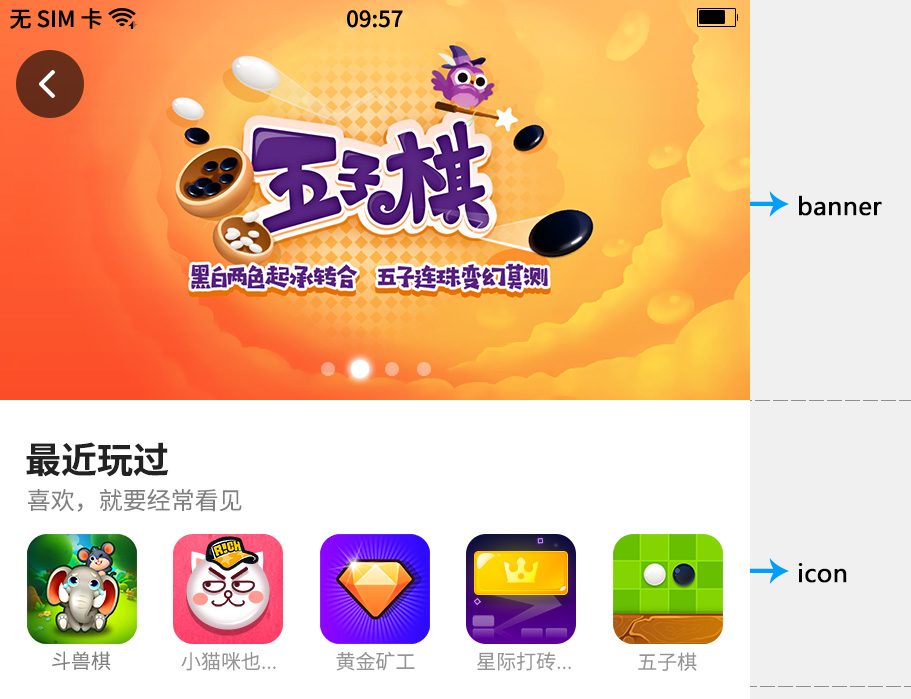 无 SIM 卡
09:57
五子棋
黑白两色起承转合 五子连珠变幻莫测
banner
最近玩过
喜欢，就要经常看见
RiCH
icon
斗兽棋
小猫咪也...
黄金矿工
星际打砖...
五子棋